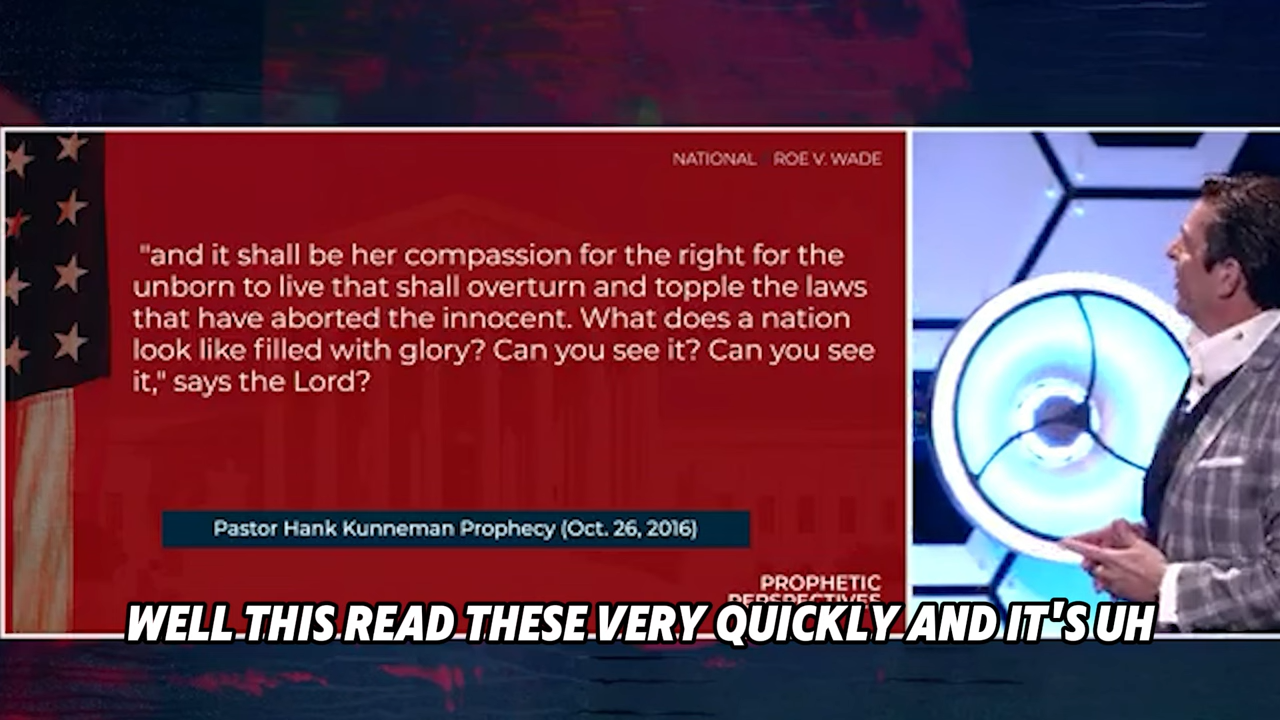 NATIONAL ROE V. WADE
"and it shall be her compassion for the right for the
unborn to live that shall overturn and topple the laws
that have aborted the innocent. What does a nation
look like filled with glory? Can you see it? Can you see
it," says the Lord?
Pastor Hank Kunneman Prophecy (Oct. 26, 2016)
PROPHETIC
PERSPECTIVES
WELL THIS READ THESE VERY QUICKLY AND IT'S UH